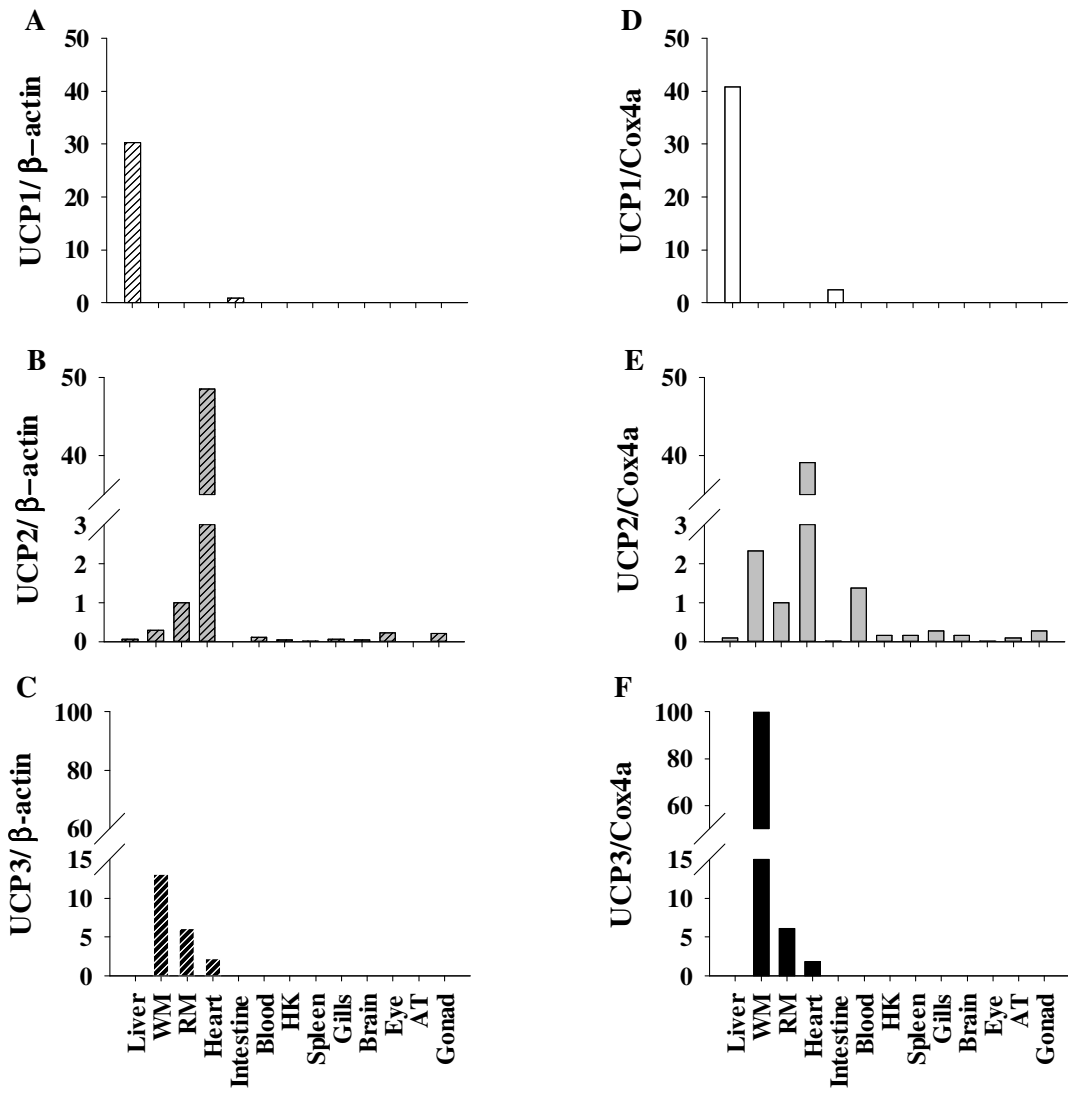 A
UCP1/ β–actin
50
40
30
20
10
0
D
UCP1/Cox4a
50
40
30
20
10
0
B
UCP2/ β–actin
50
40
3
2
1
0
E
UCP2/Cox4a
50
40
3
2
1
0
C
UCP3/ β-actin
100
80
60
15
10
5
0
Liver
WM
RM
Heart
Intestine
Blood
HK
Spleen
Gills
Brain
Eye
AT
Gonad
F
UCP3/Cox4a
100
80
60
15
10
5
0
Liver
WM
RM
Heart
Intestine
Blood
HK
Spleen
Gills
Brain
Eye
AT
Gonad